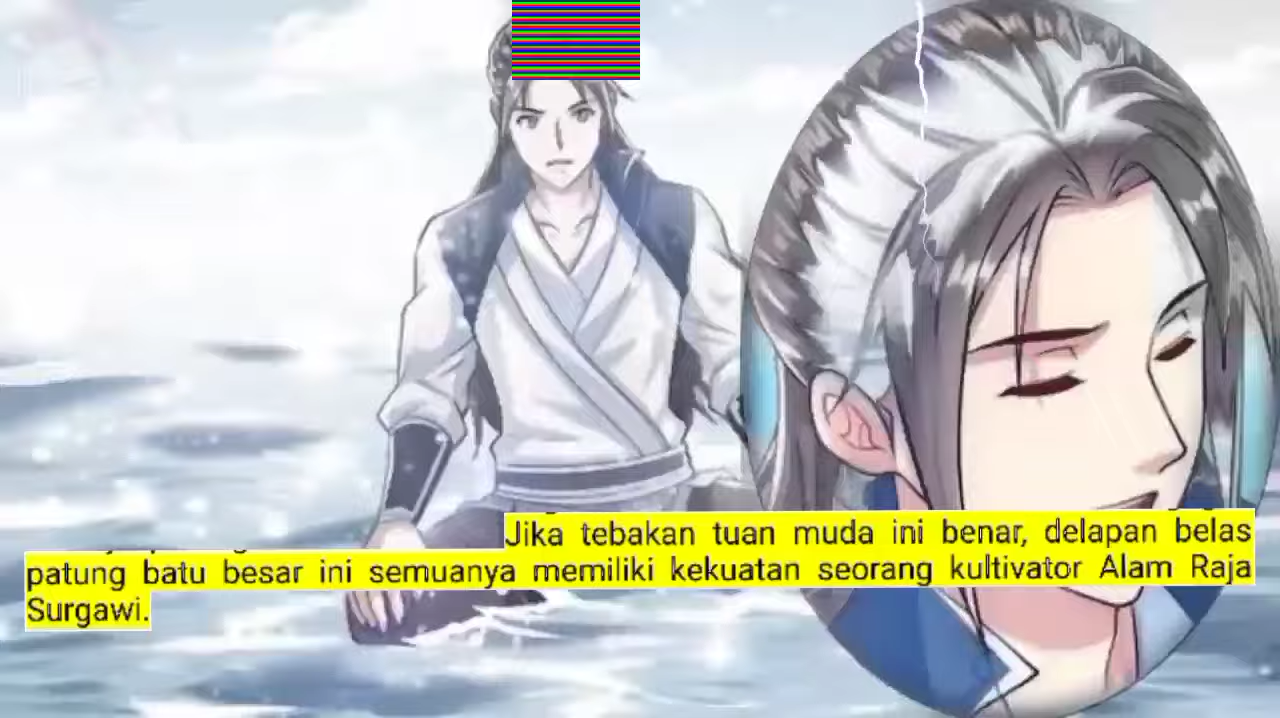 Jika tebakan tuan muda ini benar, delapan belas
patung batu besar ini semuanya memiliki kekuatan seorang kultivator Alam Raja
Surgawi.